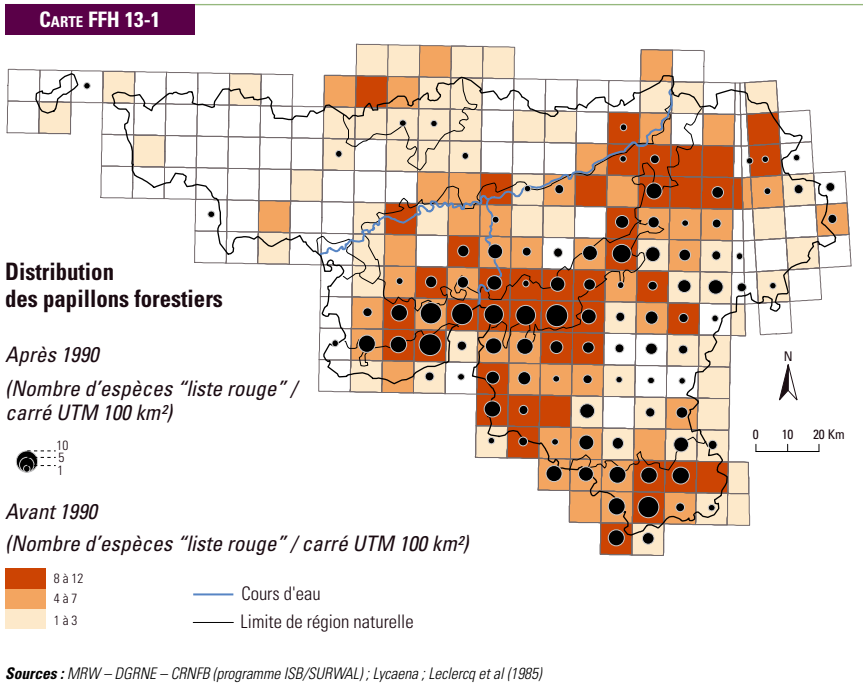 CARTE FFH 13-1
Distribution
des papillons forestiers
Après 1990
(Nombre d'espèces "liste rouge" /
carré UTM 100 km²)
10
5
1
Avant 1990
(Nombre d'espèces "liste rouge" / carré UTM 100 km²)
8 à 12
4 à 7
1 à 3
Cours d'eau
Limite de région naturelle
N
0 10 20 Km
Sources : MRW – DGRNE – CRNFB (programme ISB/SURWAL) ; Lycaena ; Leclercq et al (1985)